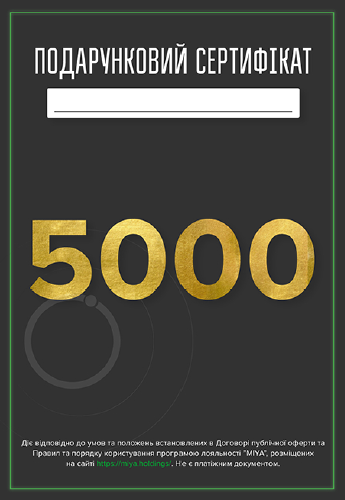 ПОДАРУНКОВИЙ СЕРТИФІКАТ
5000
Діє відповідно до умов та положень встановлених в Договорі публічної оферти та
Правил та порядку користування програмою лояльності "MIYA", розміщених
на сайті https://miya.holdings/. Не є платіжним документом.